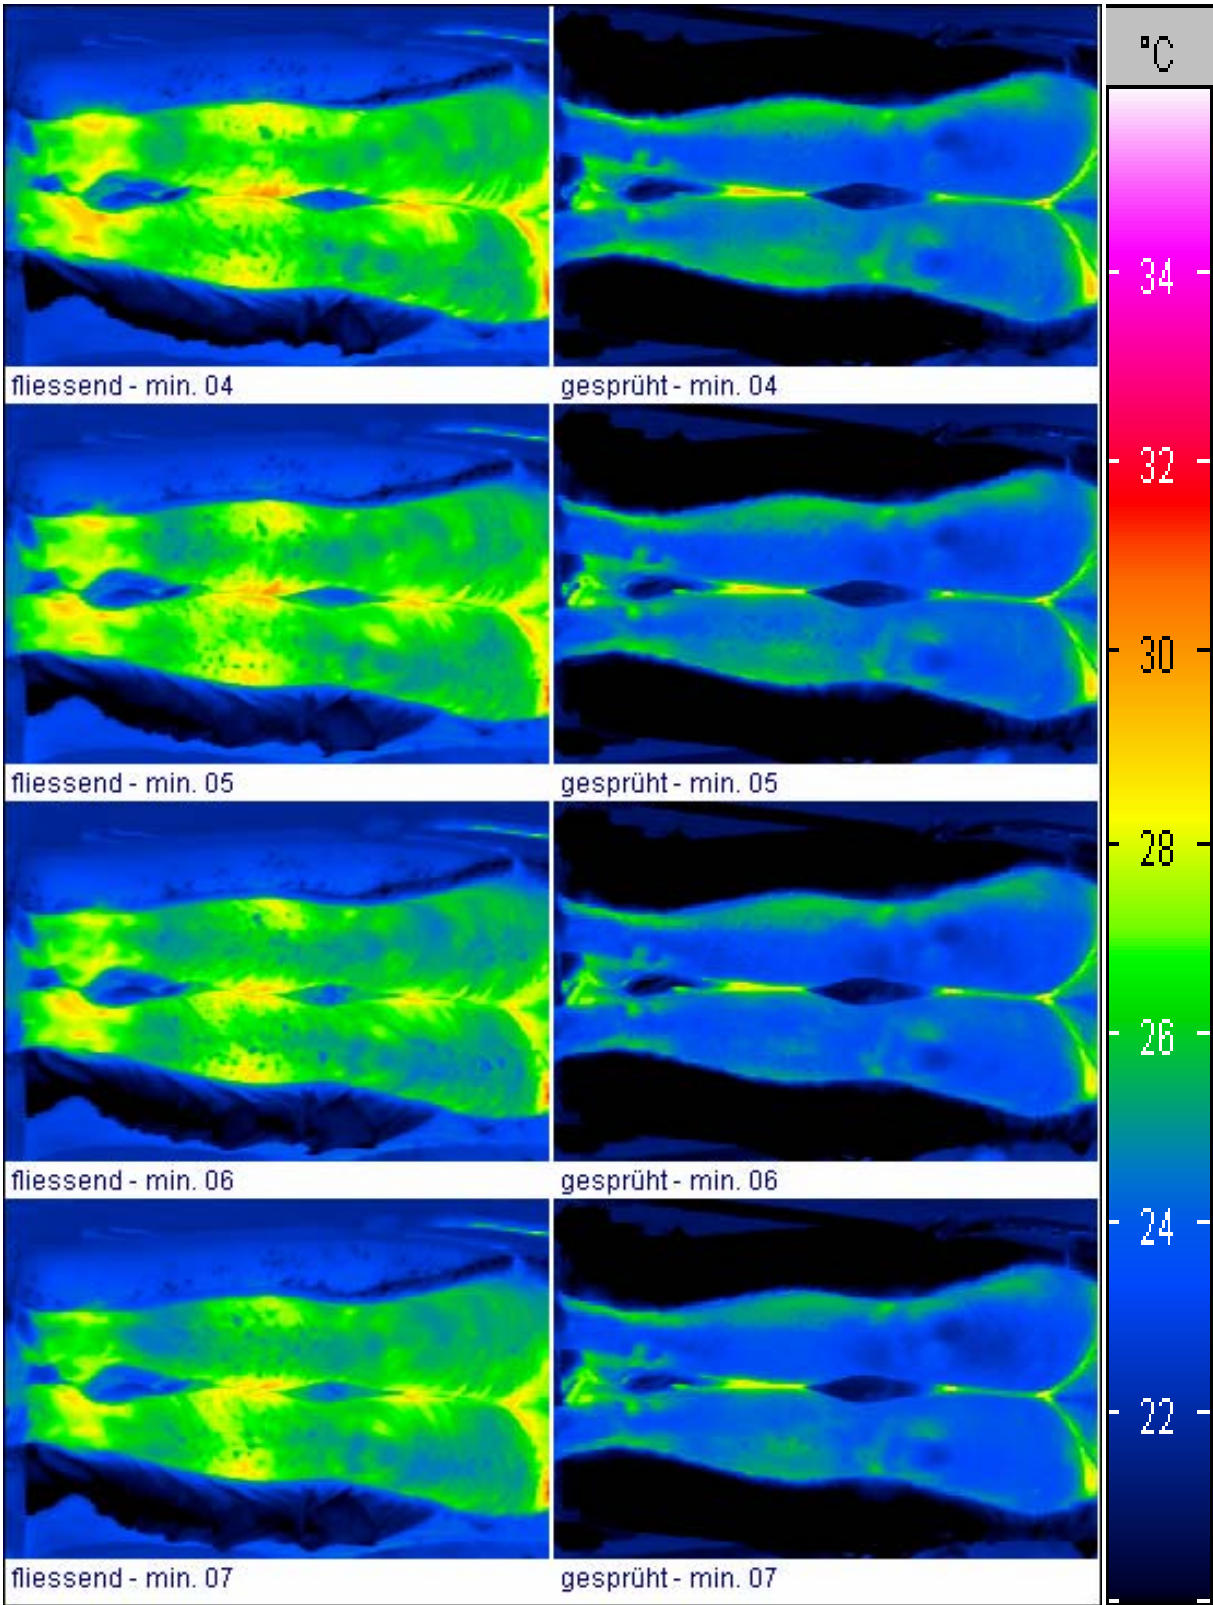 °C
fliessend - min. 04
gesprüht - min. 04
fliessend - min. 05
gesprüht - min. 05
fliessend - min. 06
gesprüht - min. 06
fliessend - min. 07
gesprüht - min. 07
34
32
30
28
26
24
22